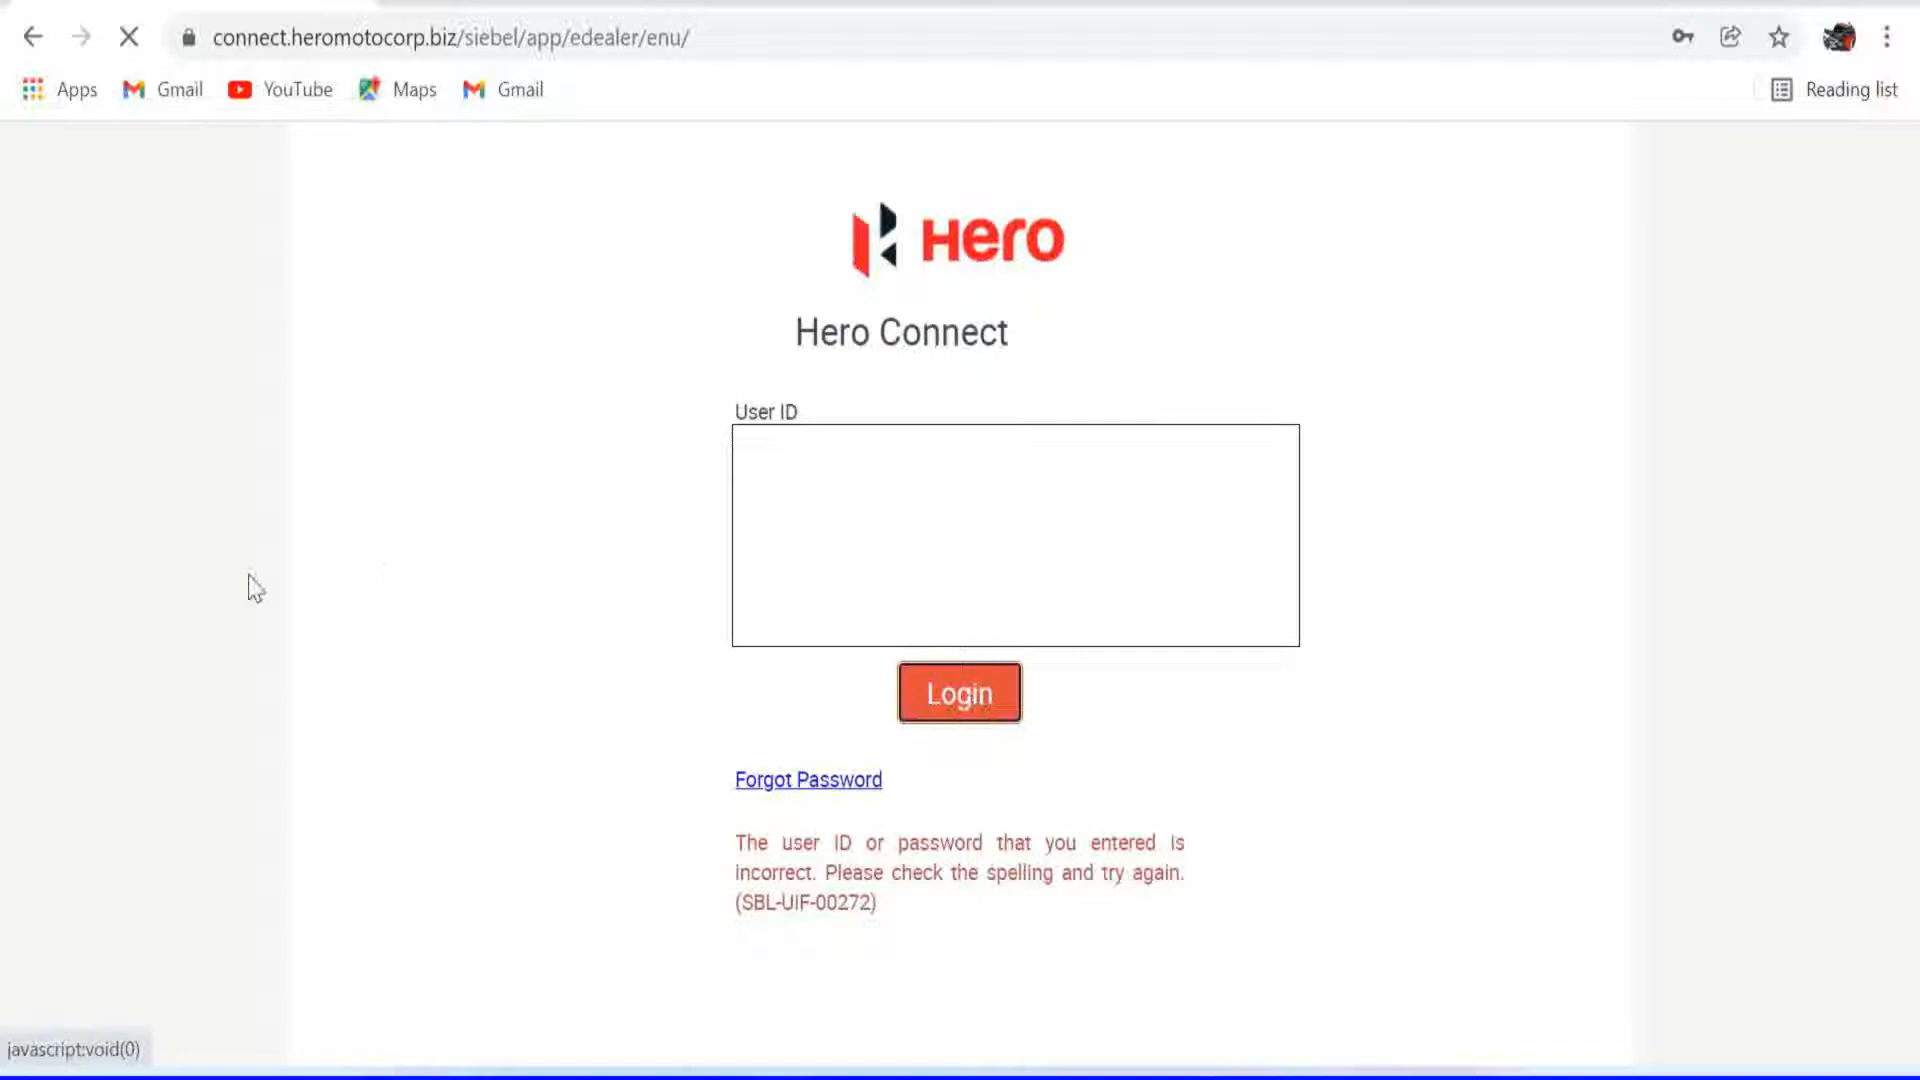 connect.heromotocorp.biz/siebel/app/edealer/enu/
Apps Gmail YouTube Maps Gmail Reading list
Hero
Hero Connect
User ID
Login
Forgot Password
The user ID or password that you entered is
incorrect. Please check the spelling and try again.
(SBL-UIF-00272)
javascript:void(0)